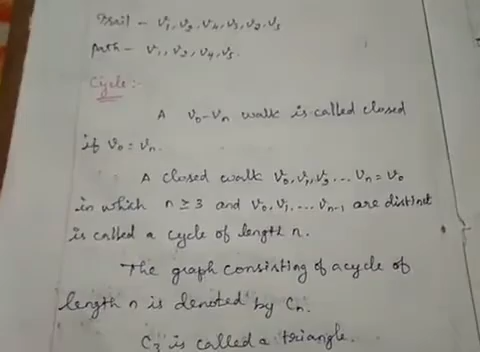 Trail - v1, v2, v4, v3, v2, v5
path - v1, v2, v4, v5.
Cycle:-
A v0-vn walk is called closed
if v0 = vn.
A closed walk v0, v1, v2 ... vn = v0
in which n ≥ 3 and v0, v1, ... vn-1 are distinct
is called a cycle of length n.
The graph consisting of a cycle of
length n is denoted by Cn.
C3 is called a triangle.